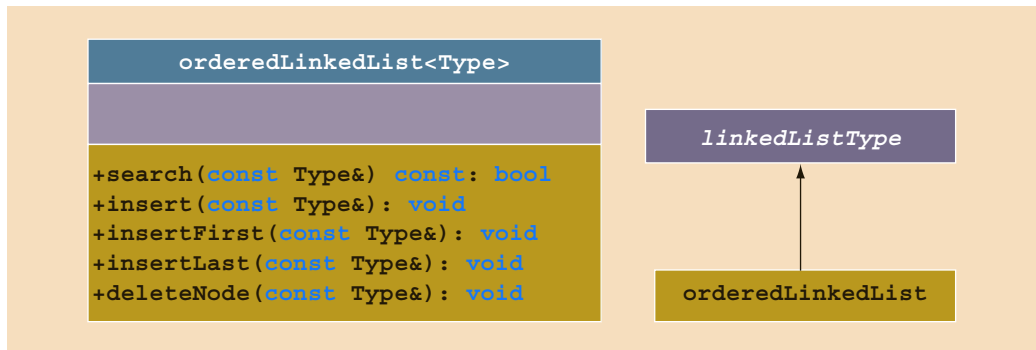 orderedLinkedList<Type>
+search(const Type&) const: bool
+insert(const Type&): void
+insertFirst(const Type&): void
+insertLast(const Type&): void
+deleteNode(const Type&): void
linkedListType
orderedLinkedList